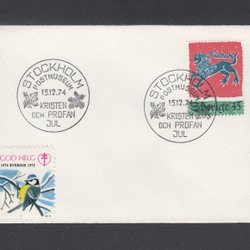 STOCKHOLM
POSTMUSEUM
15.12.74
KRISTEN
OCH PROFAN
JUL
STOCKHOLM
POSTMUSEUM
15.12.74
KRISTEN
OCH PROFAN
JUL
Sverige 45
GOD HELG
1974 SVERIGE 1975